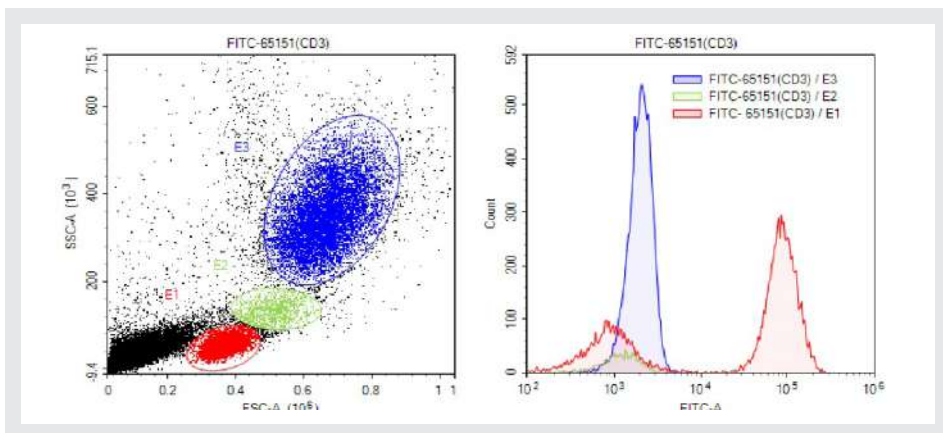 FITC-65151(CD3)
715.1
600
400
200
-9.4
SSC-A (10³)
E3
E2
E1
0
0.2
0.4
0.6
0.8
1
1
FSC-A (10⁶)
FITC-65151(CD3)
592
500
400
300
200
100
0
Count
FITC-65151(CD3) / E3
FITC-65151(CD3) / E2
FITC- 65151(CD3) / E1
10²
10³
10⁴
10⁵
10⁶
FITC-A